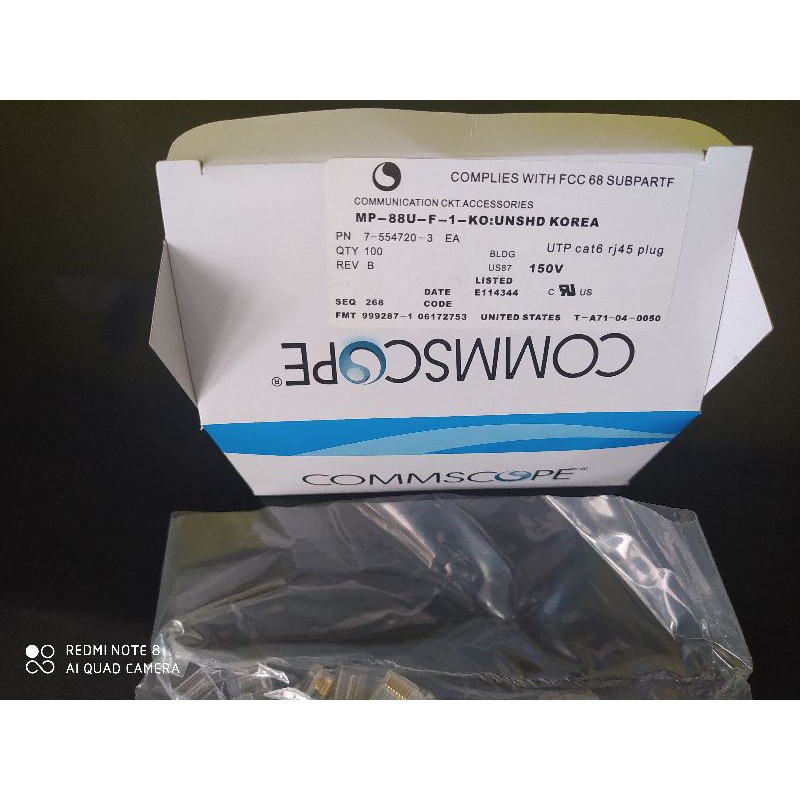 COMPLIES WITH FCC 68 SUBPARTF
COMMUNICATION CKT.ACCESSORIES
MP-88U-F-1-KO:UNSHD KOREA
PN 7-554720-3 EA
QTY 100
BLDG
UTP cat6 rj45 plug
REV B
US87
150V
LISTED
DATE
E114344
C RU US
SEQ 268
CODE
FMT 999287-1 06172753 UNITED STATES T-A71-04-0050
COMMSCOPE®
COMMSCOPE®
REDMI NOTE 8
AI QUAD CAMERA